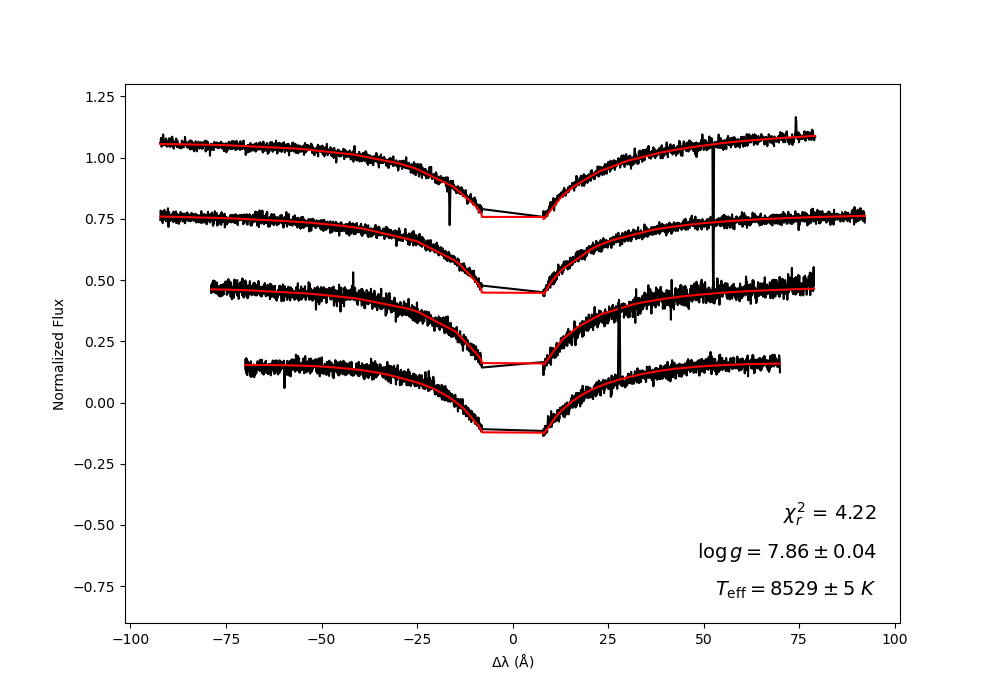 1.25
1.00
0.75
0.50
0.25
0.00
−0.25
−0.50
−0.75
Normalized Flux
χ²ᵣ = 4.22
log g = 7.86 ± 0.04
T_eff = 8529 ± 5 K
−100 −75 −50 −25 0 25 50 75 100
Δλ (Å)